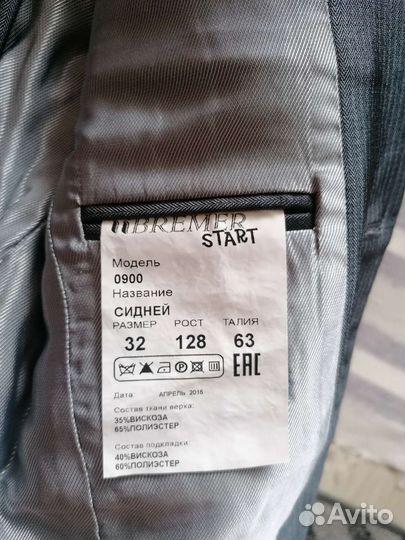 BREMER
START
Модель
0900
Название
СИДНЕЙ
РАЗМЕР РОСТ ТАЛИЯ
32 128 63
EAC
Дата АПРЕЛЬ 2016
Состав ткани верха:
35%ВИСКОЗА
65%ПОЛИЭСТЕР
Состав подкладки:
40%ВИСКОЗА
60%ПОЛИЭСТЕР
Avito